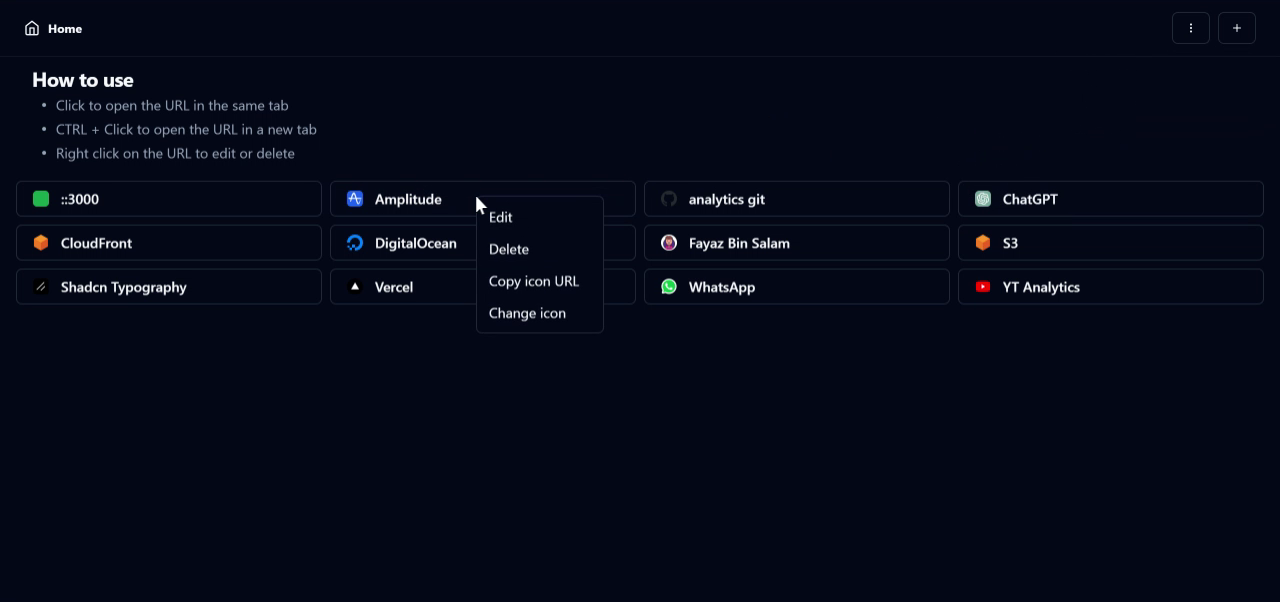 Home
How to use
• Click to open the URL in the same tab
• CTRL + Click to open the URL in a new tab
• Right click on the URL to edit or delete
::3000
Amplitude
analytics git
ChatGPT
CloudFront
DigitalOcean
Fayaz Bin Salam
S3
Shadcn Typography
Vercel
WhatsApp
YT Analytics
Edit
Delete
Copy icon URL
Change icon